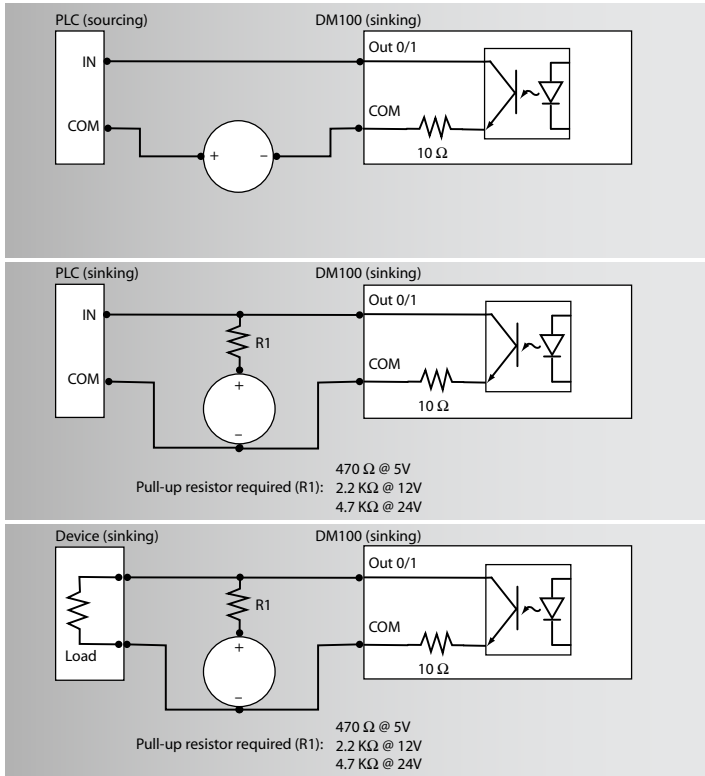 PLC (sourcing)
DM100 (sinking)
IN
Out 0/1
COM
COM
+
−
10 Ω
PLC (sinking)
DM100 (sinking)
IN
Out 0/1
R1
COM
COM
+
−
10 Ω
Pull-up resistor required (R1):
470 Ω @ 5V
2.2 KΩ @ 12V
4.7 KΩ @ 24V
Device (sinking)
DM100 (sinking)
Out 0/1
R1
COM
Load
+
−
10 Ω
Pull-up resistor required (R1):
470 Ω @ 5V
2.2 KΩ @ 12V
4.7 KΩ @ 24V